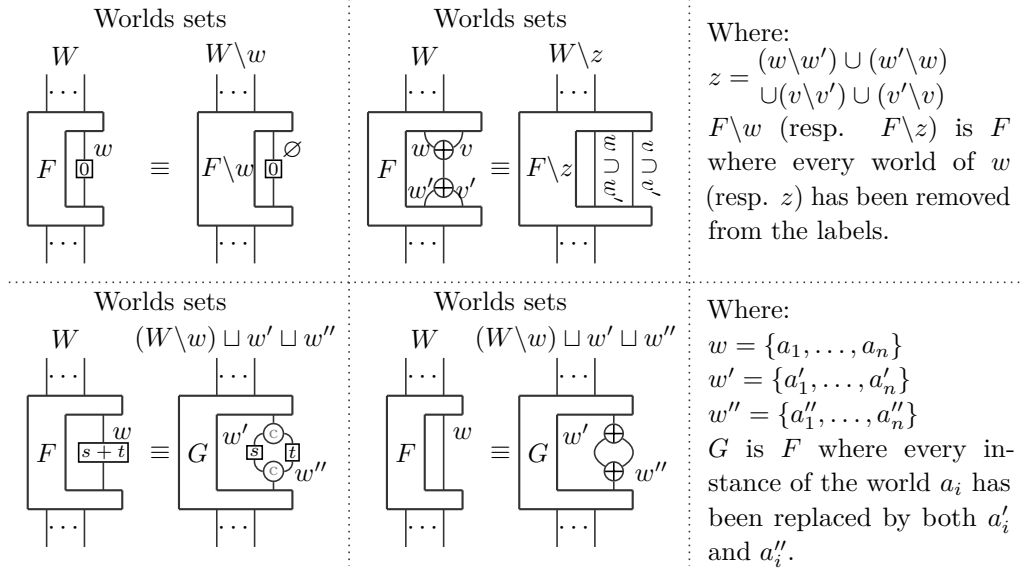 Worlds sets
W W\w
... ...
w ∅
F 0 ≡ F\w 0
... ...
Worlds sets
W W\z
... ...
w ⊕ v
F ≡ F\z w ∪ w' v ∪ v'
w' ⊕ v'
... ...
Where:
z = (w\w') ∪ (w'\w)
∪(v\v') ∪ (v'\v)
F\w (resp. F\z) is F
where every world of w
(resp. z) has been removed
from the labels.
Worlds sets
W (W\w) ⊔ w' ⊔ w''
... ...
w w' C
F s + t ≡ G s t
C w''
... ...
Worlds sets
W (W\w) ⊔ w' ⊔ w''
... ...
w w' ⊕
F ≡ G
⊕ w''
... ...
Where:
w = {a₁, . . . , aₙ}
w' = {a'₁, . . . , a'ₙ}
w'' = {a''₁, . . . , a''ₙ}
G is F where every in-
stance of the world aᵢ has
been replaced by both a'ᵢ
and a''ᵢ.